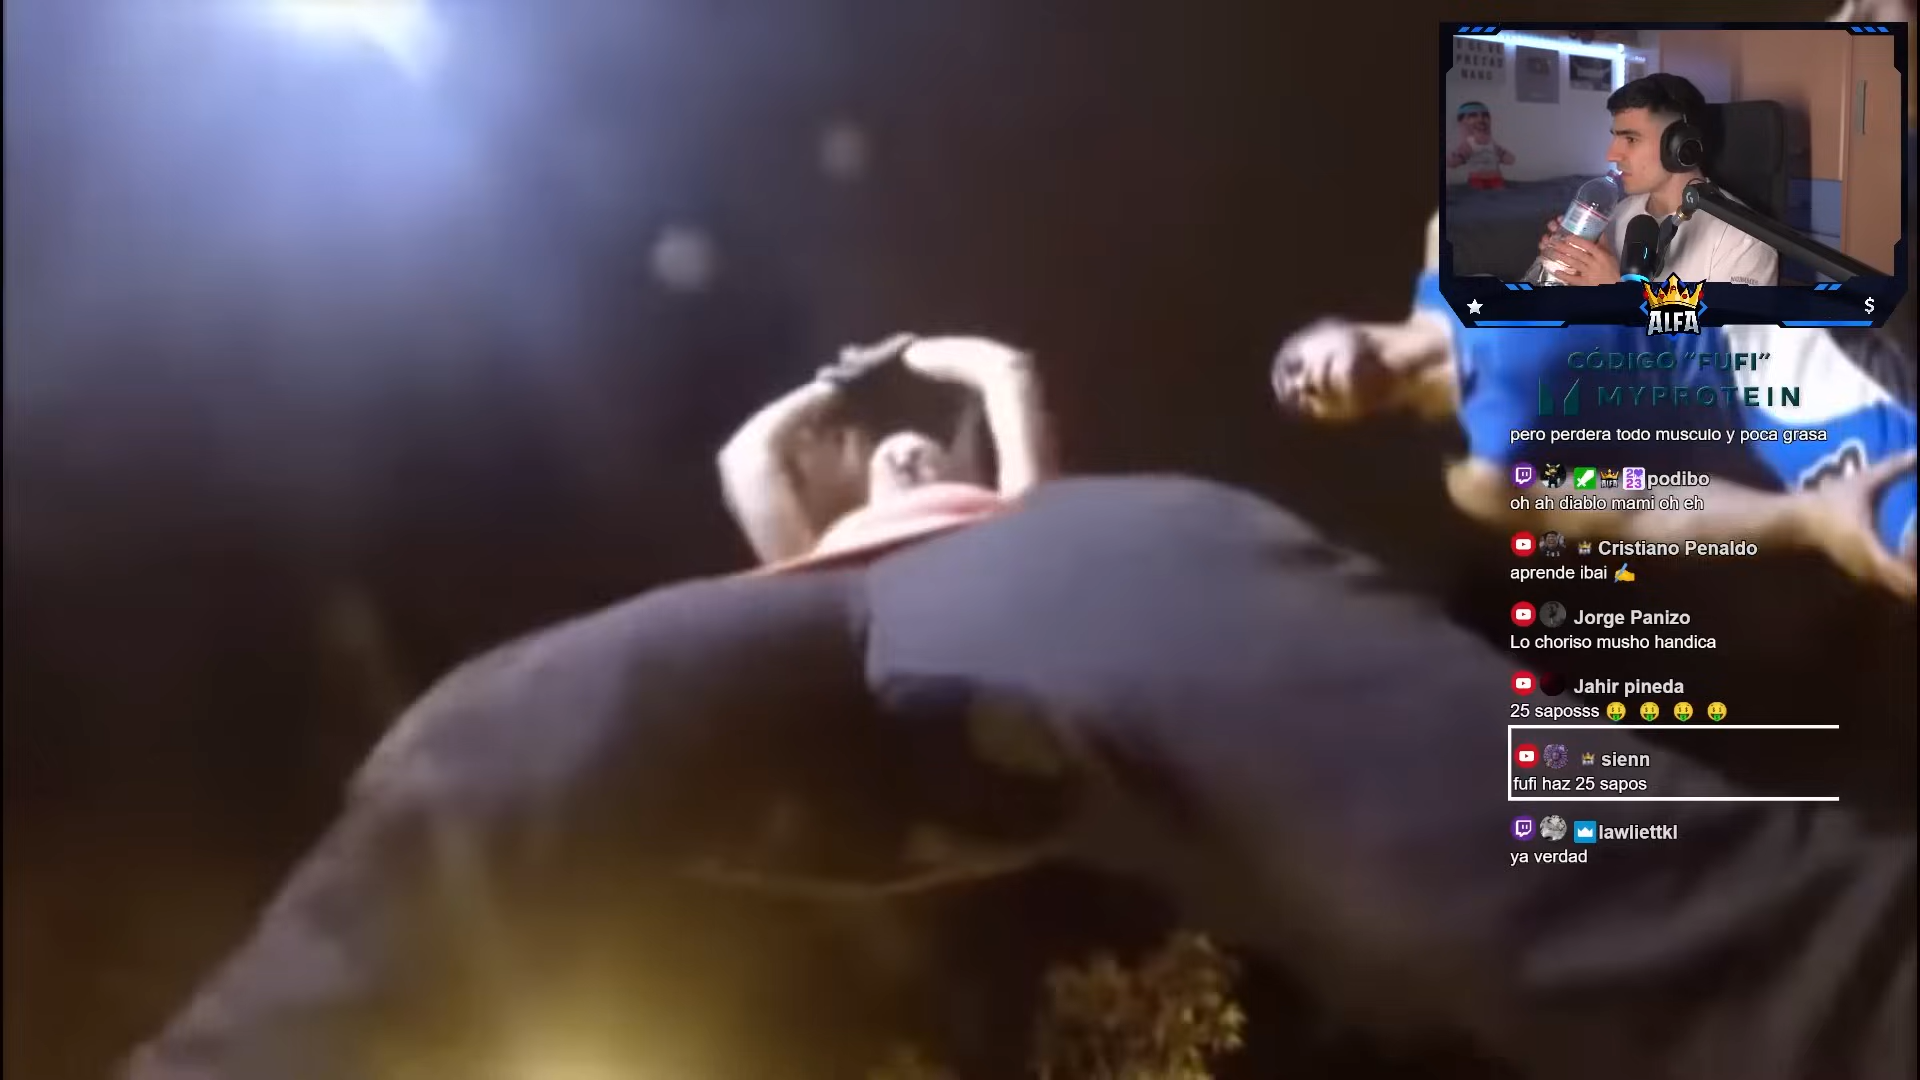 ALFA
$
CÓDIGO "FUFI"
MYPROTEIN
pero perdera todo musculo y poca grasa
podibo
oh ah diablo mami oh eh
Cristiano Penaldo
aprende ibai ✍️
Jorge Panizo
Lo choriso musho handica
Jahir pineda
25 saposss 🤑 🤑 🤑 🤑
sienn
fufi haz 25 sapos
lawliettkl
ya verdad